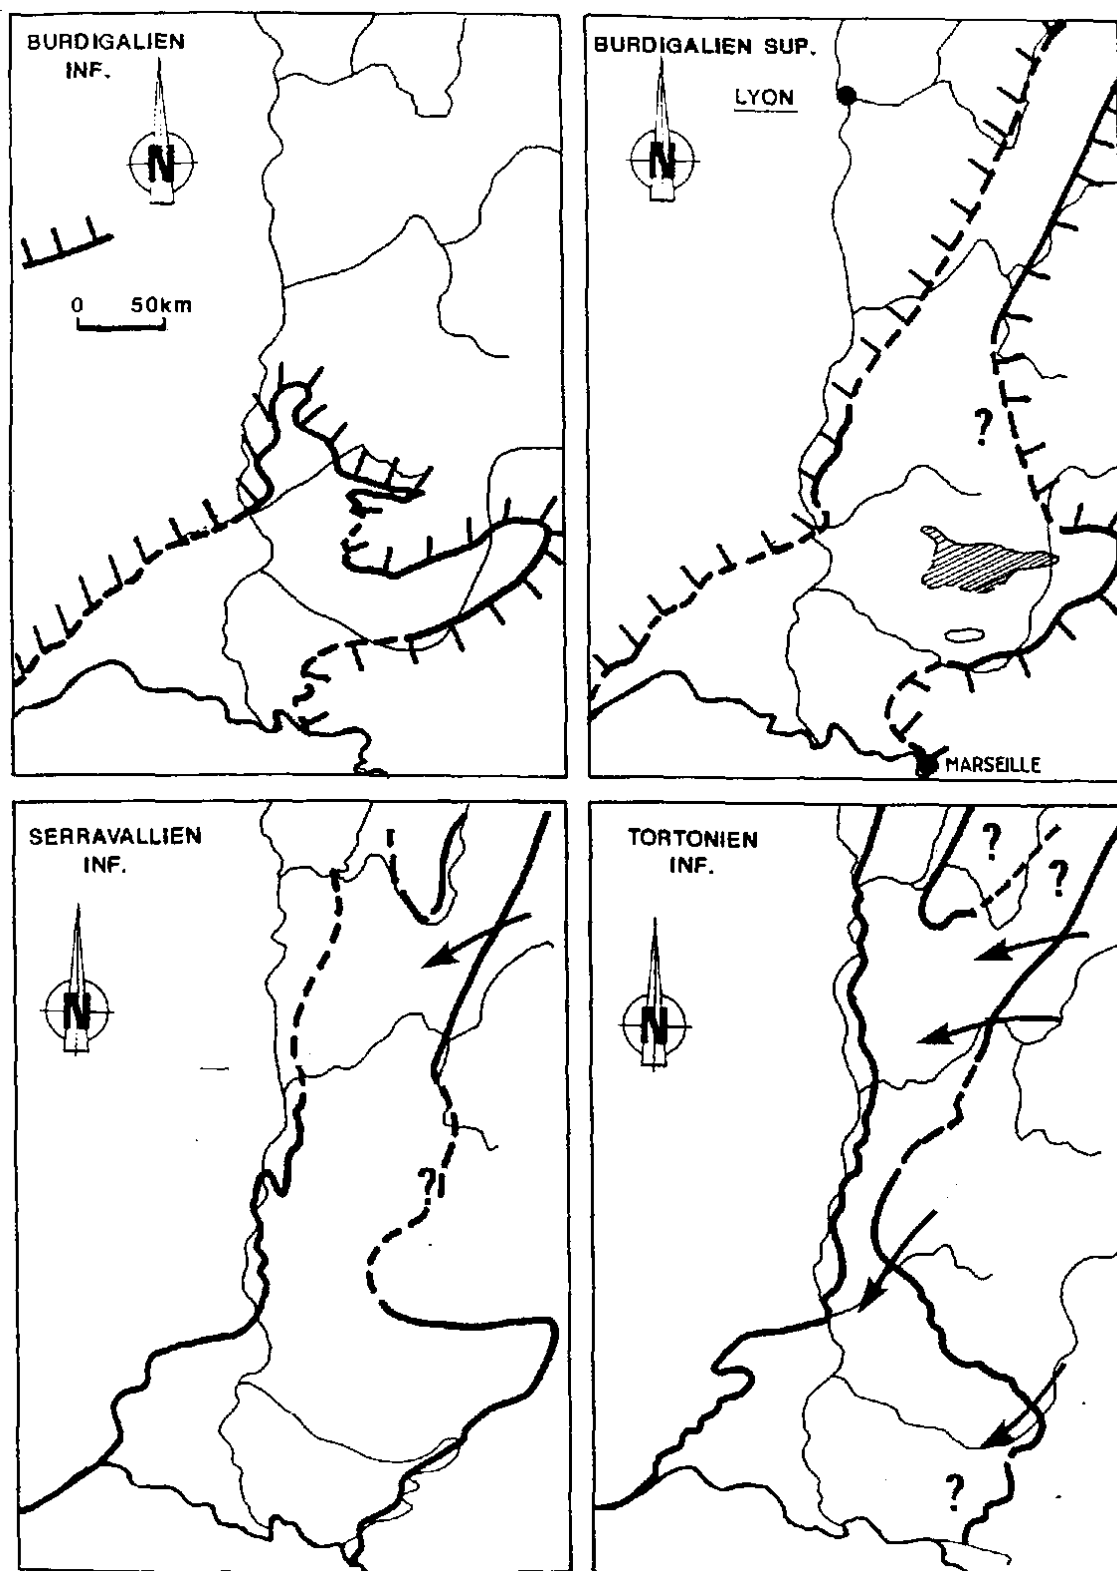 BURDIGALIEN
INF.
N
0 50km
BURDIGALIEN SUP.
LYON
N
?
MARSEILLE
SERRAVALLIEN
INF.
N
?
TORTONIEN
INF.
N
?
?
?